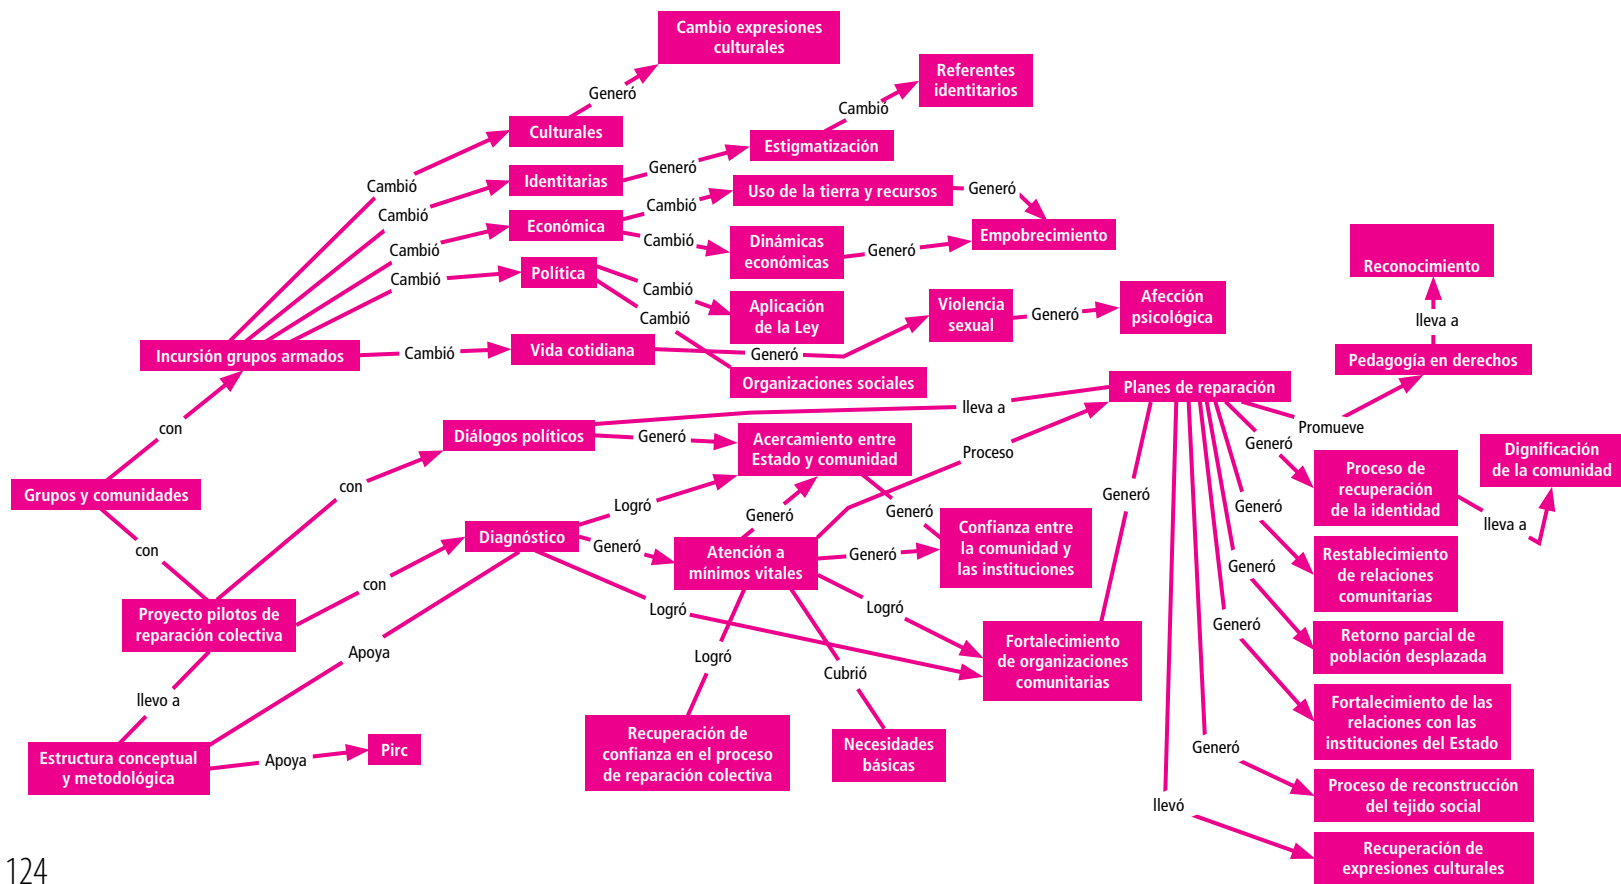 Cambio expresiones
culturales
Generó
Referentes
identitarios
Cambió
Culturales
Estigmatización
Generó
Identitarias
Cambió
Uso de la tierra y recursos
Generó
Cambió
Cambió
Económica
Empobrecimiento
Cambió
Dinámicas
económicas
Generó
Cambió
Política
Cambió
Cambió
Aplicación
de la Ley
Cambió
Violencia
sexual
Generó
Afección
psicológica
Reconocimiento
lleva a
Incursión grupos armados
Cambió
Vida cotidiana
Generó
Organizaciones sociales
Pedagogía en derechos
Planes de reparación
lleva a
Promueve
con
Diálogos políticos
Generó
Acercamiento entre
Estado y comunidad
Proceso
Generó
Dignificación
de la comunidad
Grupos y comunidades
con
Logró
Generó
Generó
Generó
Generó
Proceso de
recuperación
de la identidad
lleva a
con
Diagnóstico
Generó
Atención a
mínimos vitales
Generó
Confianza entre
la comunidad y
las instituciones
Restablecimiento
de relaciones
comunitarias
Generó
con
Proyecto pilotos de
reparación colectiva
Logró
Logró
Generó
Fortalecimiento
de organizaciones
comunitarias
Retorno parcial de
población desplazada
Apoya
Logró
Cubrió
llevo a
Fortalecimiento de las
relaciones con las
instituciones del Estado
Estructura conceptual
y metodológica
Apoya
Pirc
Recuperación de
confianza en el proceso
de reparación colectiva
Necesidades
básicas
Generó
Proceso de reconstrucción
del tejido social
llevó
Recuperación de
expresiones culturales
124